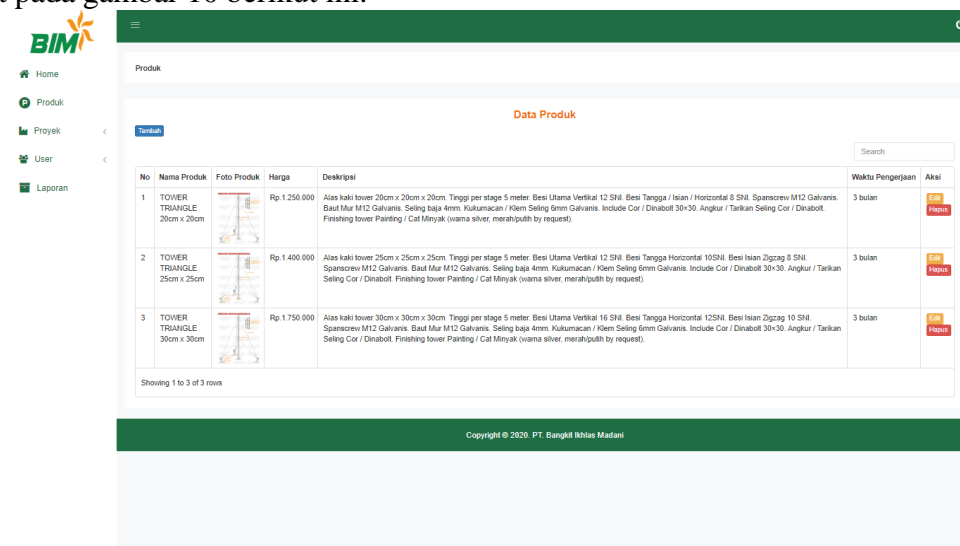 pada gambar 10 berikut ini.
BIM
Home
Produk
Proyek
User
Laporan
Produk
Data Produk
Tambah
Search
No Nama Produk Foto Produk Harga Deskripsi Waktu Pengerjaan Aksi
1 TOWER TRIANGLE 20cm x 20cm Rp.1.250.000 Alas kaki tower 20cm x 20cm x 20cm. Tinggi per stage 5 meter. Besi Utama Vertikal 12 SNI. Besi Tangga / Isian / Horizontal 8 SNI. Spanscrew M12 Galvanis.
Baut Mur M12 Galvanis. Seling baja 4mm. Kukumacan / Klem Seling 6mm Galvanis. Include Cor / Dinabolt 30×30. Angkur / Tarikan Seling Cor / Dinabolt.
Finishing tower Painting / Cat Minyak (warna silver, merah/putih by request).
3 bulan
Edit
Hapus
2 TOWER TRIANGLE 25cm x 25cm Rp.1.400.000 Alas kaki tower 25cm x 25cm x 25cm. Tinggi per stage 5 meter. Besi Utama Vertikal 12 SNI. Besi Tangga Horizontal 10SNI. Besi Isian Zigzag 8 SNI.
Spanscrew M12 Galvanis. Baut Mur M12 Galvanis. Seling baja 4mm. Kukumacan / Klem Seling 6mm Galvanis. Include Cor / Dinabolt 30×30. Angkur / Tarikan
Seling Cor / Dinabolt. Finishing tower Painting / Cat Minyak (warna silver, merah/putih by request).
3 bulan
Edit
Hapus
3 TOWER TRIANGLE 30cm x 30cm Rp.1.750.000 Alas kaki tower 30cm x 30cm x 30cm. Tinggi per stage 5 meter. Besi Utama Vertikal 16 SNI. Besi Tangga Horizontal 12SNI. Besi Isian Zigzag 10 SNI.
Spanscrew M12 Galvanis. Baut Mur M12 Galvanis. Seling baja 4mm. Kukumacan / Klem Seling 6mm Galvanis. Include Cor / Dinabolt 30×30. Angkur / Tarikan
Seling Cor / Dinabolt. Finishing tower Painting / Cat Minyak (warna silver, merah/putih by request).
3 bulan
Edit
Hapus
Showing 1 to 3 of 3 rows
Copyright © 2020. PT. Bangkit Ikhlas Madani